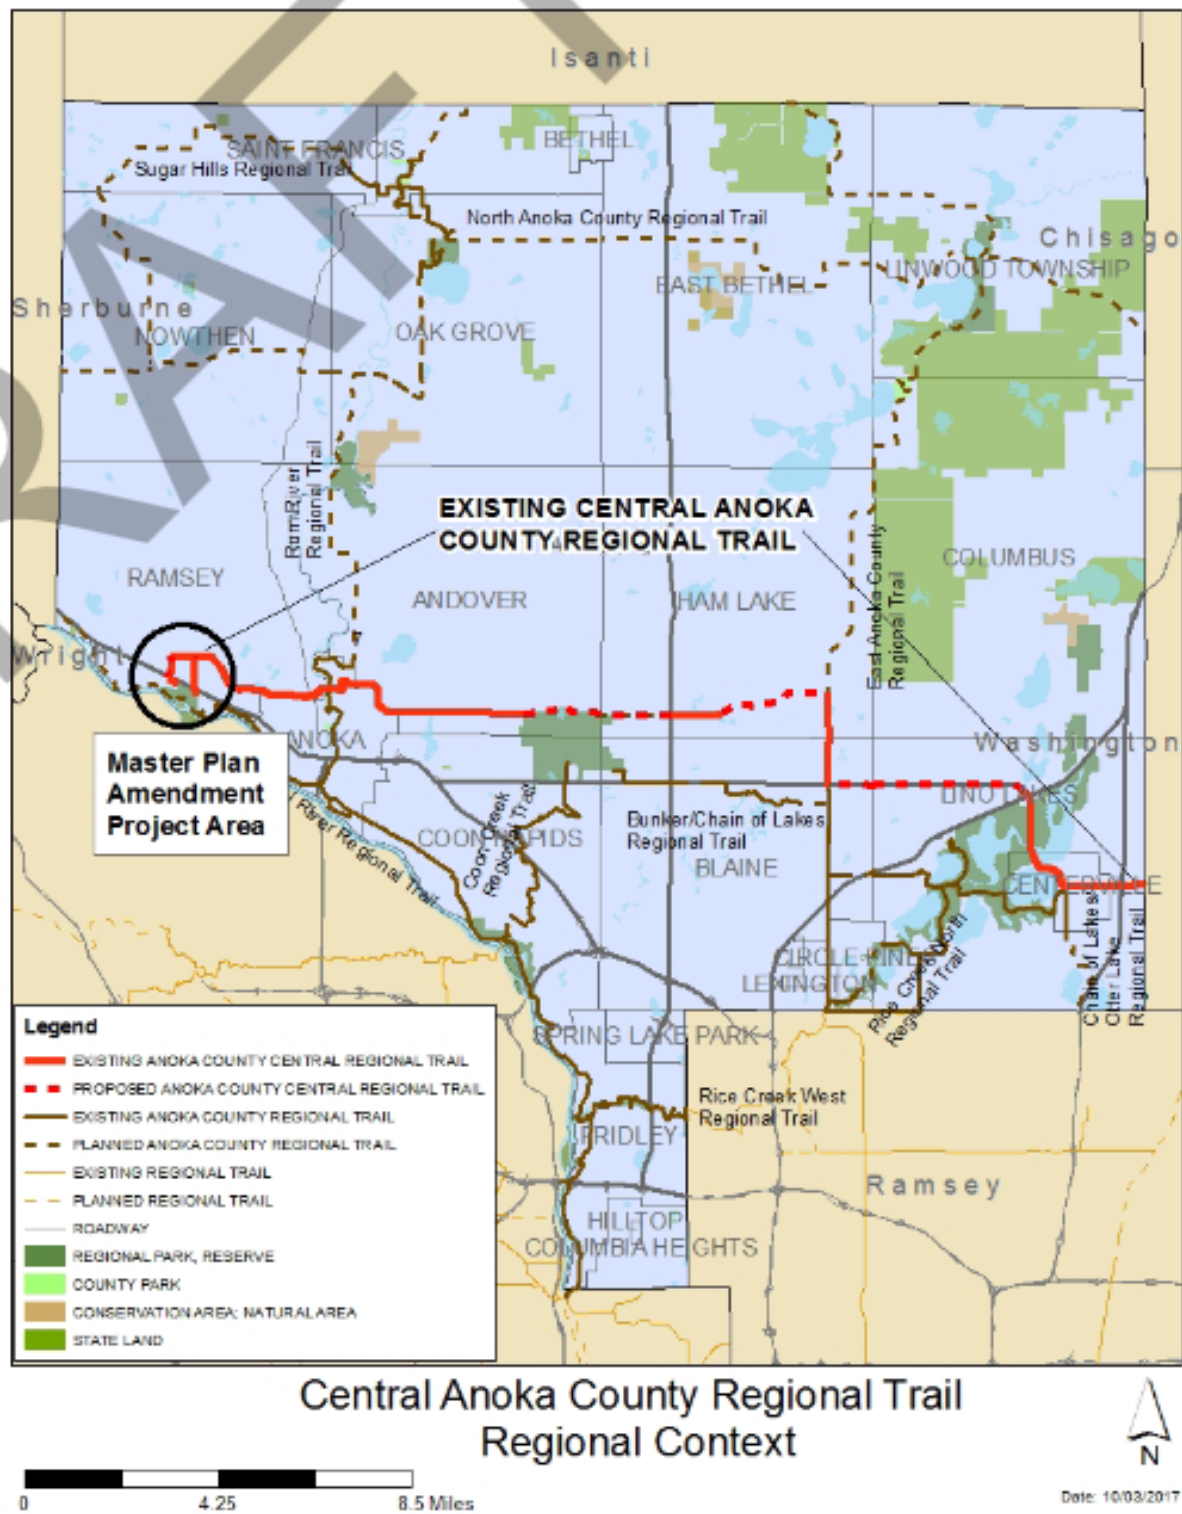 DRAFT
Isanti
SAINT FRANCIS
BETHEL
Sugar Hills Regional Trail
North Anoka County Regional Trail
Chisago
LINWOOD TOWNSHIP
EAST BETHEL
Sherburne
NOWTHEN
OAK GROVE
Rum River
Regional Trail
EXISTING CENTRAL ANOKA
COUNTY REGIONAL TRAIL
COLUMBUS
RAMSEY
ANDOVER
HAM LAKE
East Anoka County
Regional Trail
Wright
ANOKA
Washington
Master Plan
Amendment
Project Area
LINO LAKES
River Regional Trail
COON RAPIDS
Coon Creek
Regional Trail
Bunker/Chain of Lakes
Regional Trail
BLAINE
CENTERVILLE
Chain of Lakes
Otter Lake
Regional Trail
CIRCLE PINES
LEXINGTON
Rice Creek North
Regional Trail
SPRING LAKE PARK
Rice Creek West
Regional Trail
FRIDLEY
Ramsey
HILLTOP
COLUMBIA HEIGHTS
Legend
EXISTING ANOKA COUNTY CENTRAL REGIONAL TRAIL
PROPOSED ANOKA COUNTY CENTRAL REGIONAL TRAIL
EXISTING ANOKA COUNTY REGIONAL TRAIL
PLANNED ANOKA COUNTY REGIONAL TRAIL
EXISTING REGIONAL TRAIL
PLANNED REGIONAL TRAIL
ROADWAY
REGIONAL PARK, RESERVE
COUNTY PARK
CONSERVATION AREA; NATURAL AREA
STATE LAND
Central Anoka County Regional Trail
Regional Context
N
0 4.25 8.5 Miles
Date: 10/03/2017